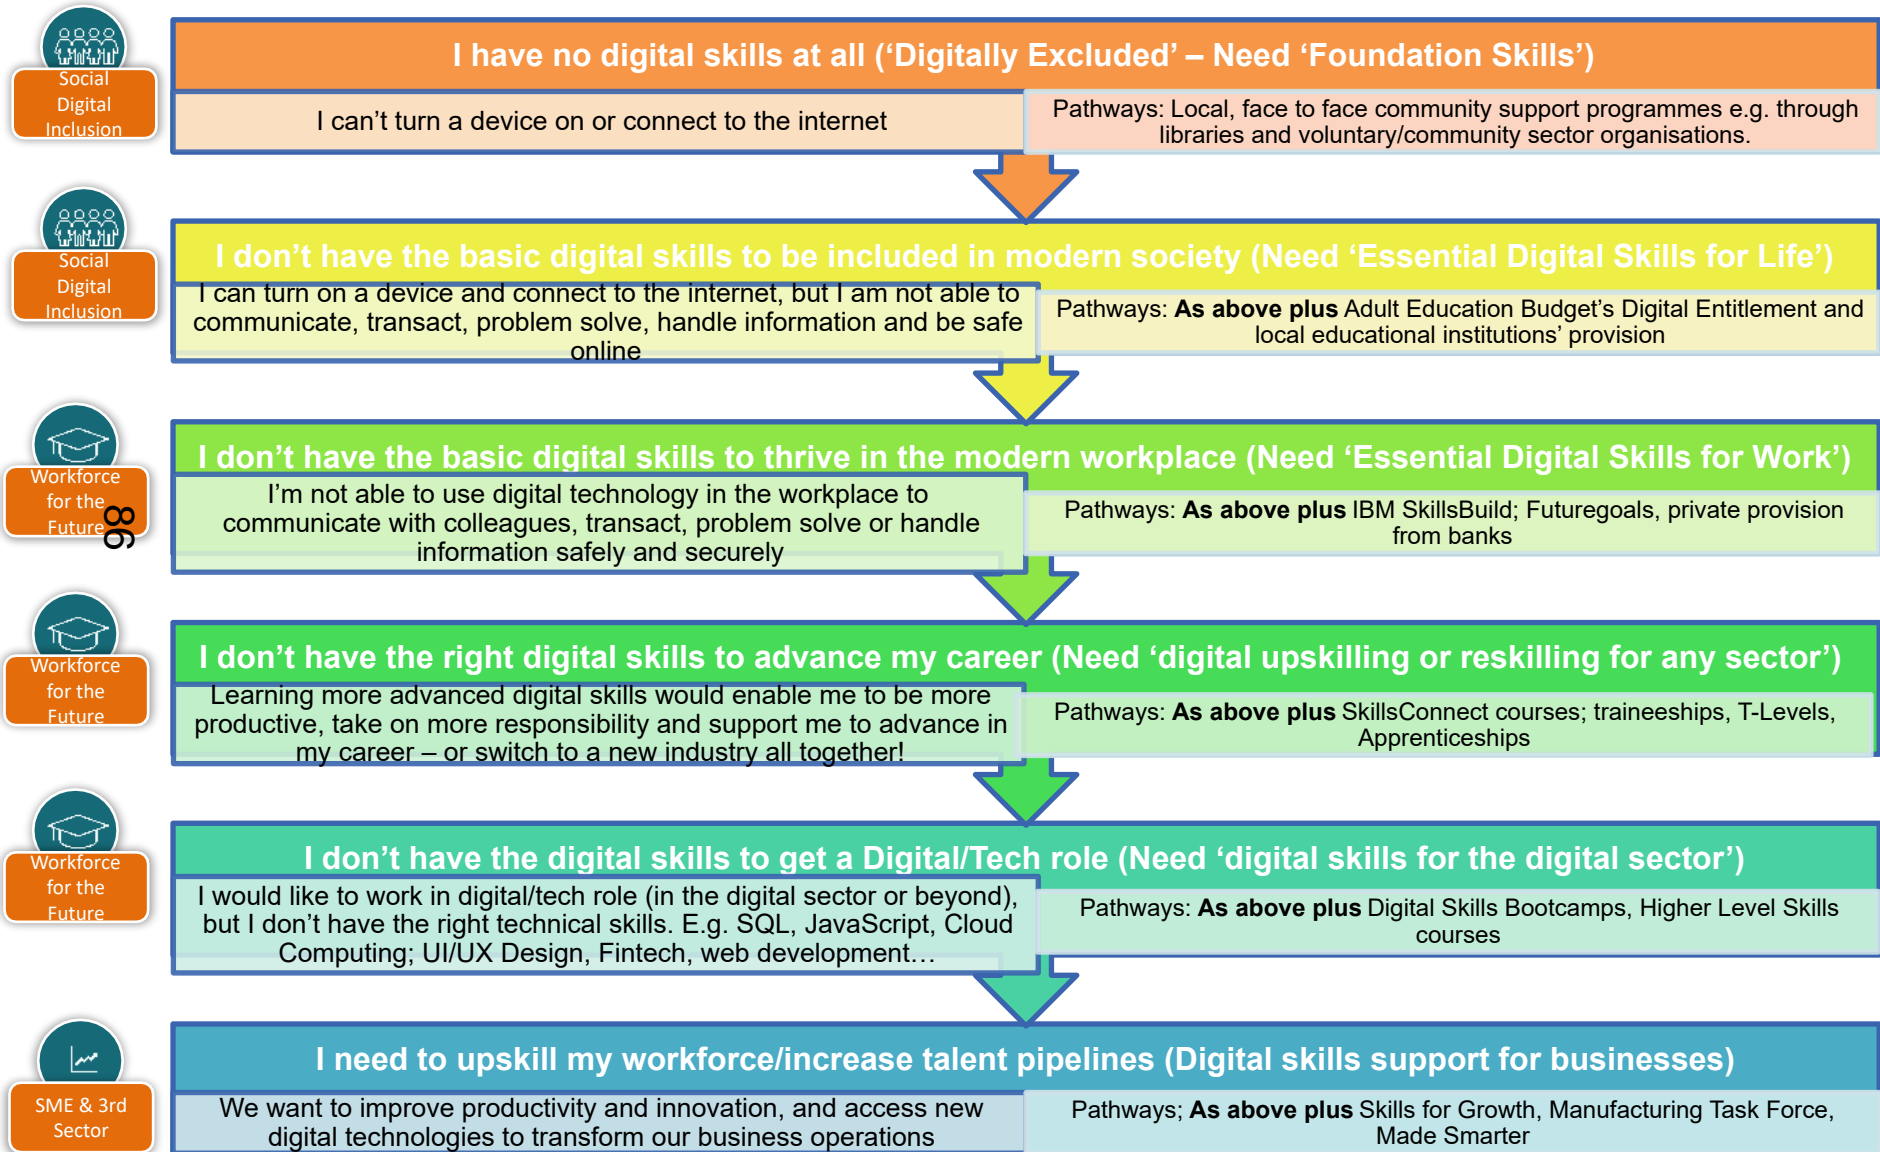 Social
Digital
Inclusion
I have no digital skills at all (‘Digitally Excluded’ – Need ‘Foundation Skills’)
I can’t turn a device on or connect to the internet
Pathways: Local, face to face community support programmes e.g. through
libraries and voluntary/community sector organisations.
Social
Digital
Inclusion
I don’t have the basic digital skills to be included in modern society (Need ‘Essential Digital Skills for Life’)
I can turn on a device and connect to the internet, but I am not able to
communicate, transact, problem solve, handle information and be safe
online
Pathways: As above plus Adult Education Budget’s Digital Entitlement and
local educational institutions’ provision
Workforce
for the
Future
86
I don’t have the basic digital skills to thrive in the modern workplace (Need ‘Essential Digital Skills for Work’)
I’m not able to use digital technology in the workplace to
communicate with colleagues, transact, problem solve or handle
information safely and securely
Pathways: As above plus IBM SkillsBuild; Futuregoals, private provision
from banks
Workforce
for the
Future
I don’t have the right digital skills to advance my career (Need ‘digital upskilling or reskilling for any sector’)
Learning more advanced digital skills would enable me to be more
productive, take on more responsibility and support me to advance in
my career – or switch to a new industry all together!
Pathways: As above plus SkillsConnect courses; traineeships, T-Levels,
Apprenticeships
Workforce
for the
Future
I don’t have the digital skills to get a Digital/Tech role (Need ‘digital skills for the digital sector’)
I would like to work in digital/tech role (in the digital sector or beyond),
but I don’t have the right technical skills. E.g. SQL, JavaScript, Cloud
Computing; UI/UX Design, Fintech, web development…
Pathways: As above plus Digital Skills Bootcamps, Higher Level Skills
courses
SME & 3rd
Sector
I need to upskill my workforce/increase talent pipelines (Digital skills support for businesses)
We want to improve productivity and innovation, and access new
digital technologies to transform our business operations
Pathways; As above plus Skills for Growth, Manufacturing Task Force,
Made Smarter